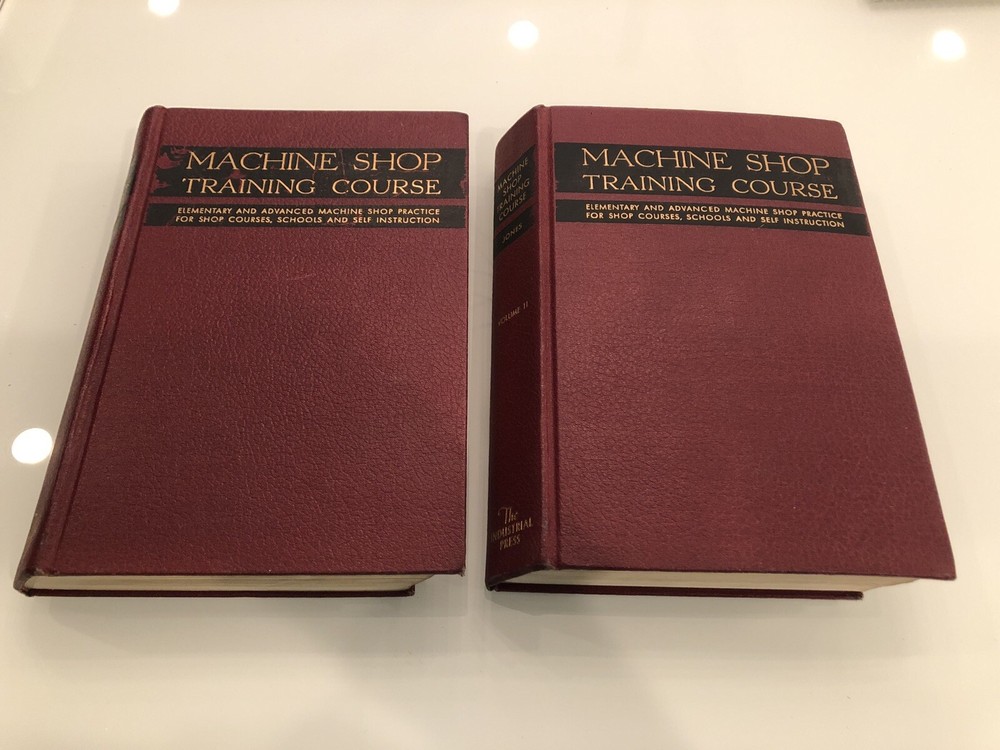 MACHINE SHOP
TRAINING COURSE
ELEMENTARY AND ADVANCED MACHINE SHOP PRACTICE
FOR SHOP COURSES, SCHOOLS AND SELF INSTRUCTION
MACHINE
SHOP
TRAINING
COURSE
JONES
VOLUME II
The
INDUSTRIAL
PRESS
MACHINE SHOP
TRAINING COURSE
ELEMENTARY AND ADVANCED MACHINE SHOP PRACTICE
FOR SHOP COURSES, SCHOOLS AND SELF INSTRUCTION